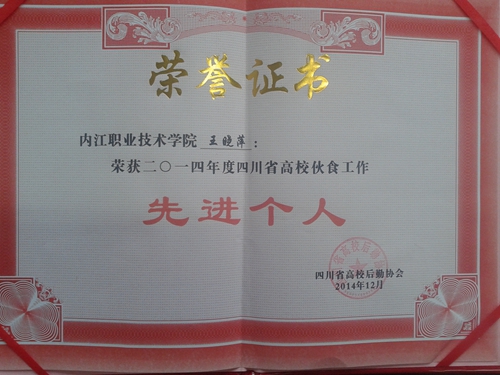 荣誉证书
内江职业技术学院 王晓萍：
荣获二〇一四年度四川省高校伙食工作
先进个人
四川省高校后勤协会
2014年12月